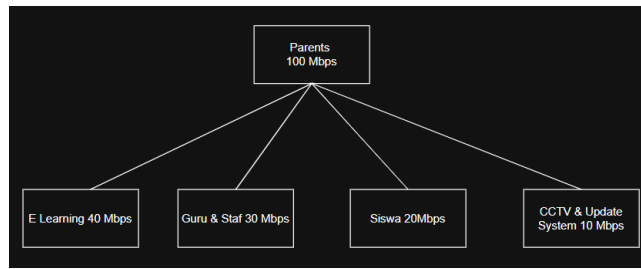 Parents
100 Mbps
E Learning 40 Mbps
Guru & Staf 30 Mbps
Siswa 20Mbps
CCTV & Update
System 10 Mbps